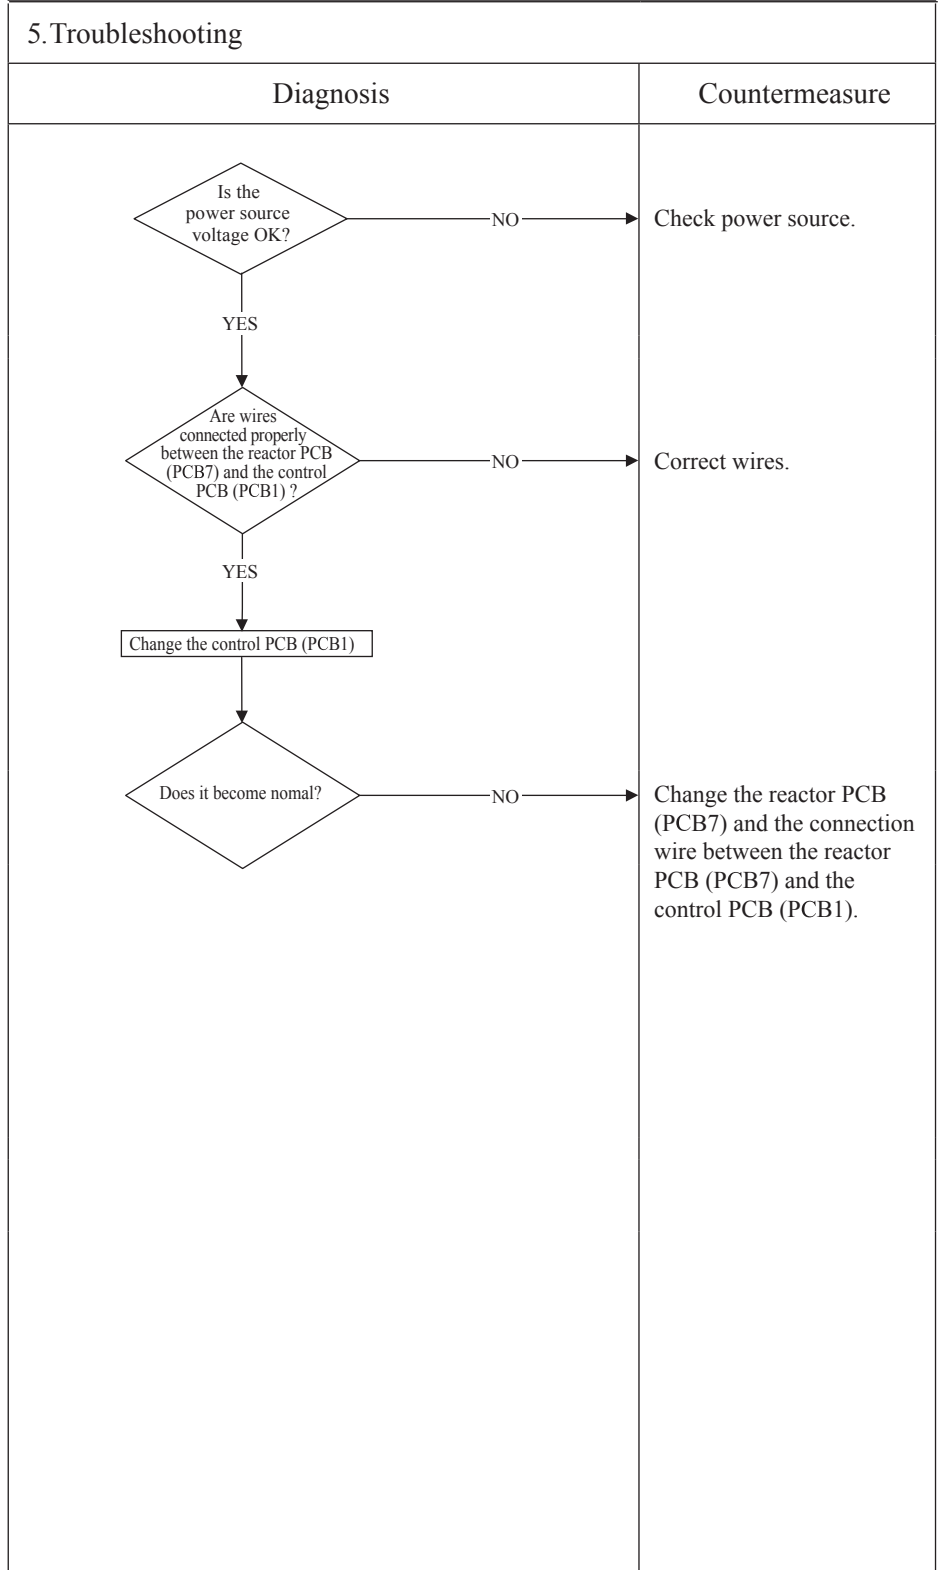 5.Troubleshooting
Diagnosis
Countermeasure
Is the
power source
voltage OK?
NO
Check power source.
YES
Are wires
connected properly
between the reactor PCB
(PCB7) and the control
PCB (PCB1) ?
NO
Correct wires.
YES
Change the control PCB (PCB1)
Does it become nomal?
NO
Change the reactor PCB
(PCB7) and the connection
wire between the reactor
PCB (PCB7) and the
control PCB (PCB1).